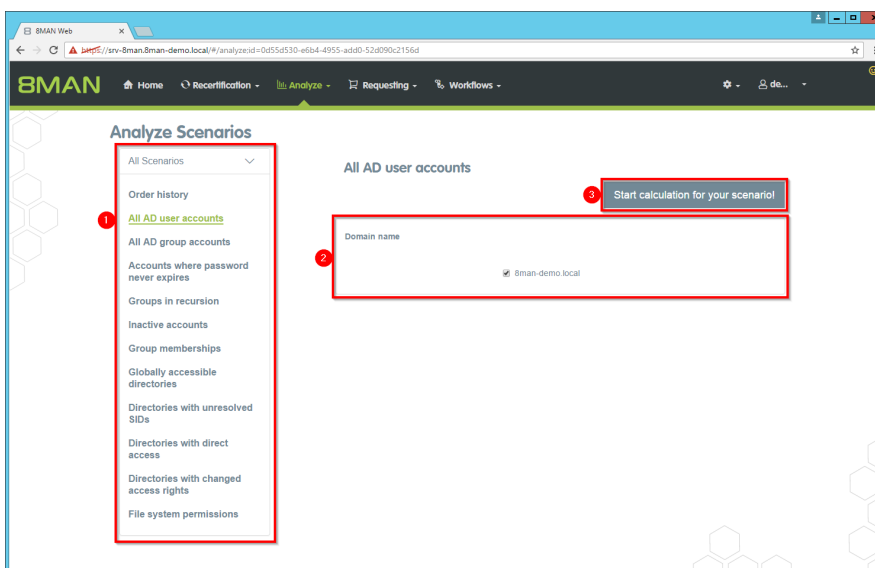 8MAN Web
https://srv-8man.8man-demo.local/#/analyze:id=0d55d530-e6b4-4955-add0-52d090c2156d
8MAN
Home
Recertification
Analyze
Requesting
Workflows
de...
Analyze Scenarios
All Scenarios
Order history
1
All AD user accounts
All AD group accounts
Accounts where password
never expires
Groups in recursion
Inactive accounts
Group memberships
Globally accessible
directories
Directories with unresolved
SIDs
Directories with direct
access
Directories with changed
access rights
File system permissions
All AD user accounts
3
Start calculation for your scenario!
2
Domain name
8man-demo.local